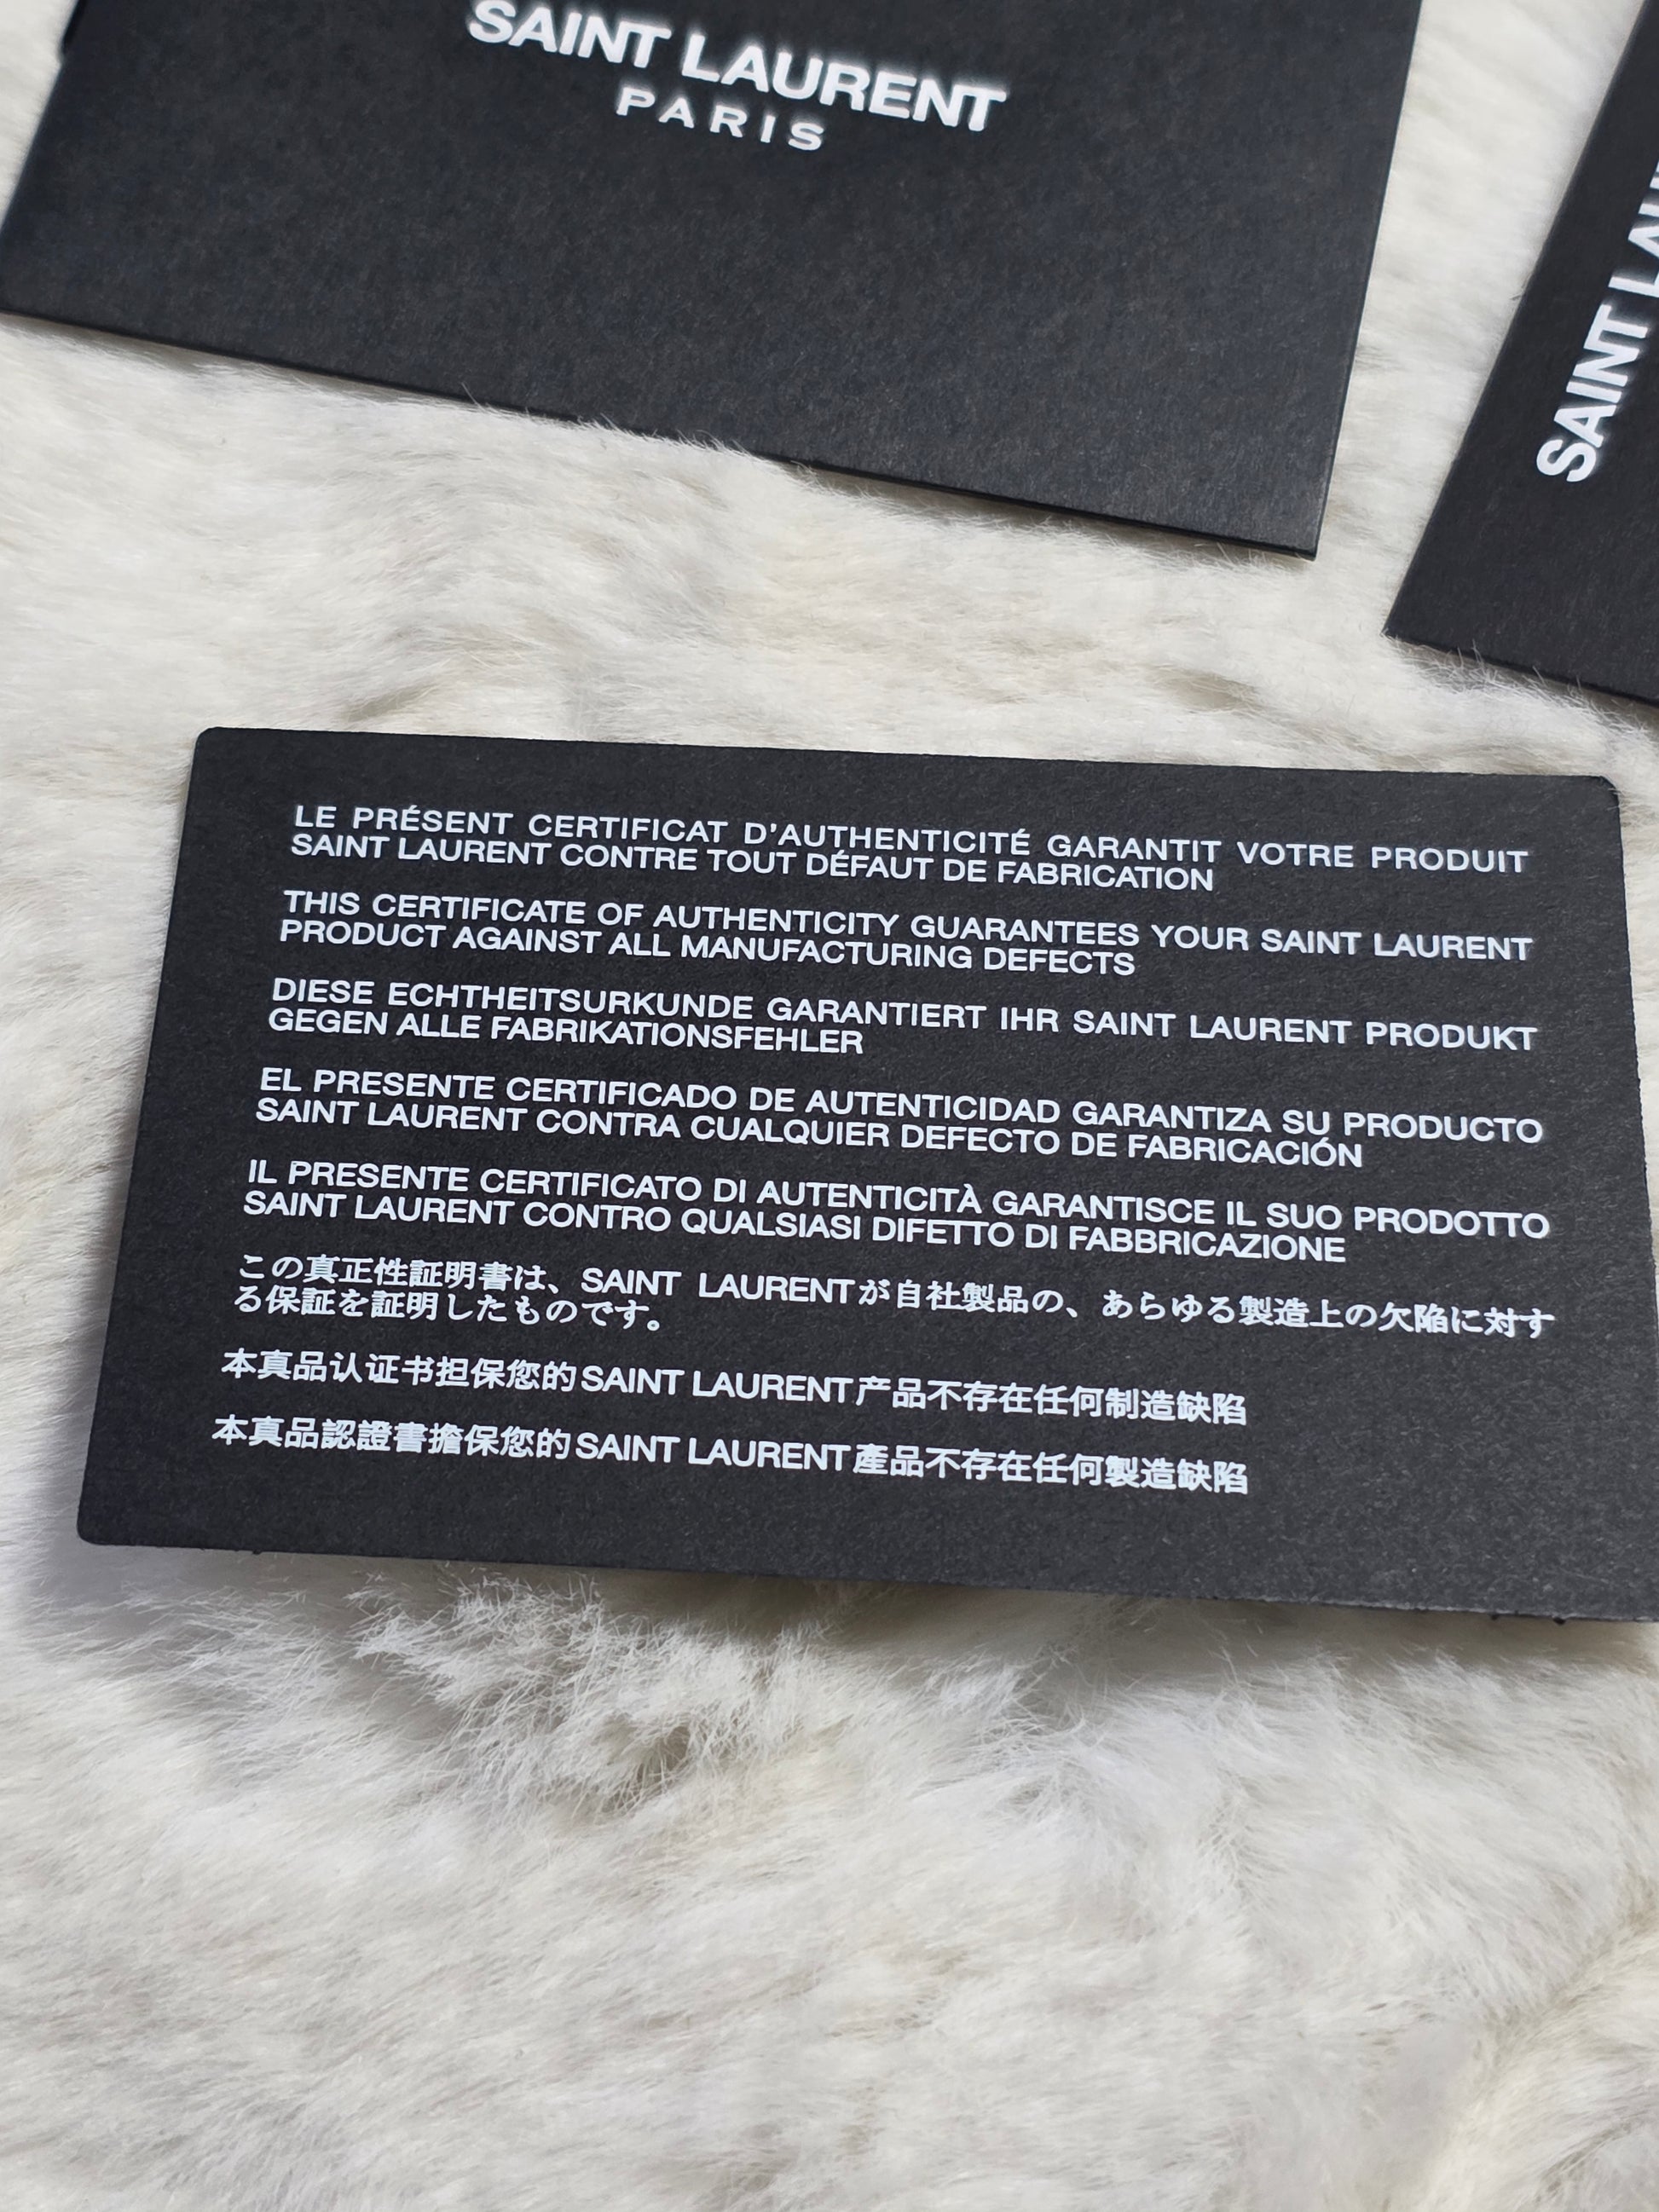 SAINT LAURENT
PARIS
SAINT
LE PRÉSENT CERTIFICAT D'AUTHENTICITÉ GARANTIT VOTRE PRODUIT
SAINT LAURENT CONTRE TOUT DÉFAUT DE FABRICATION
THIS CERTIFICATE OF AUTHENTICITY GUARANTEES YOUR SAINT LAURENT
PRODUCT AGAINST ALL MANUFACTURING DEFECTS
DIESE ECHTHEITSURKUNDE GARANTIERT IHR SAINT LAURENT PRODUKT
GEGEN ALLE FABRIKATIONSFEHLER
EL PRESENTE CERTIFICADO DE AUTENTICIDAD GARANTIZA SU PRODUCTO
SAINT LAURENT CONTRA CUALQUIER DEFECTO DE FABRICACIÓN
IL PRESENTE CERTIFICATO DI AUTENTICITÀ GARANTISCE IL SUO PRODOTTO
SAINT LAURENT CONTRO QUALSIASI DIFETTO DI FABBRICAZIONE
この真正性証明書は、SAINT LAURENTが自社製品の、あらゆる製造上の欠陥に対す
る保証を証明したものです。
本真品认证书担保您的SAINT LAURENT产品不存在任何制造缺陷
本真品認證書擔保您的SAINT LAURENT產品不存在任何製造缺陷